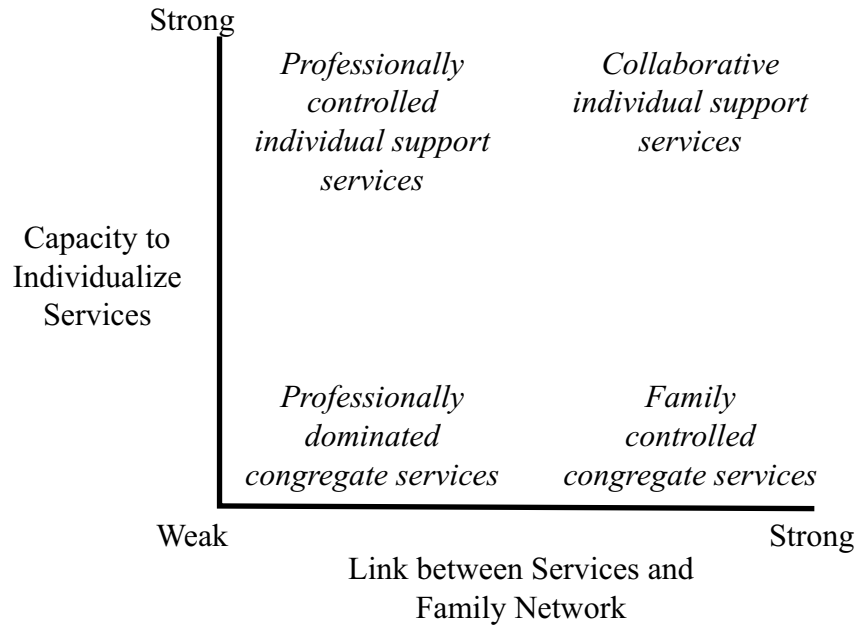 Strong
Professionally
controlled
individual support
services
Collaborative
individual support
services
Capacity to
Individualize
Services
Professionally
dominated
congregate services
Family
controlled
congregate services
Weak
Strong
Link between Services and
Family Network